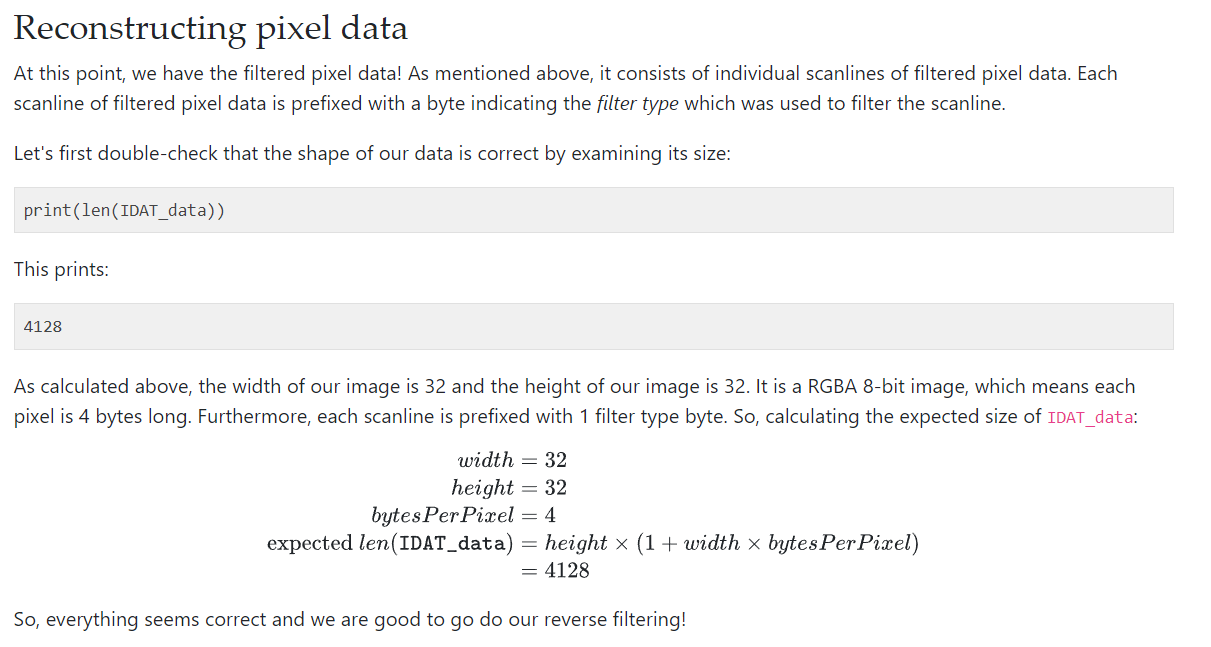 Reconstructing pixel data
At this point, we have the filtered pixel data! As mentioned above, it consists of individual scanlines of filtered pixel data. Each
scanline of filtered pixel data is prefixed with a byte indicating the filter type which was used to filter the scanline.
Let's first double-check that the shape of our data is correct by examining its size:
print(len(IDAT_data))
This prints:
4128
As calculated above, the width of our image is 32 and the height of our image is 32. It is a RGBA 8-bit image, which means each
pixel is 4 bytes long. Furthermore, each scanline is prefixed with 1 filter type byte. So, calculating the expected size of IDAT_data:
width = 32
height = 32
bytesPerPixel = 4
expected len(IDAT_data) = height × (1 + width × bytesPerPixel)
= 4128
So, everything seems correct and we are good to go do our reverse filtering!